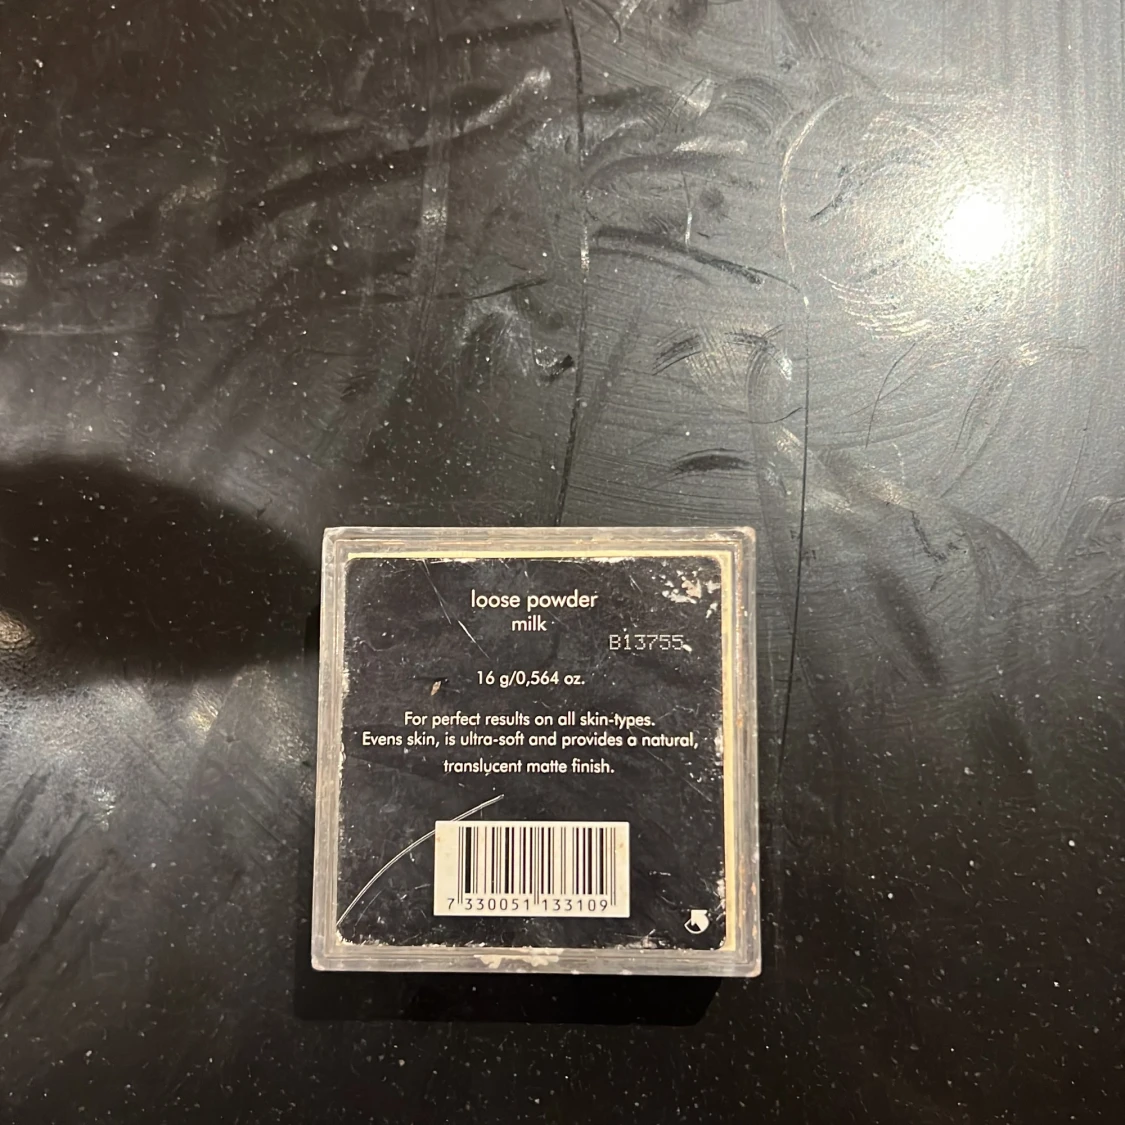 loose powder
milk
B13755
16 g/0,564 oz.
For perfect results on all skin-types.
Evens skin, is ultra-soft and provides a natural,
translucent matte finish.
7 330051 133109